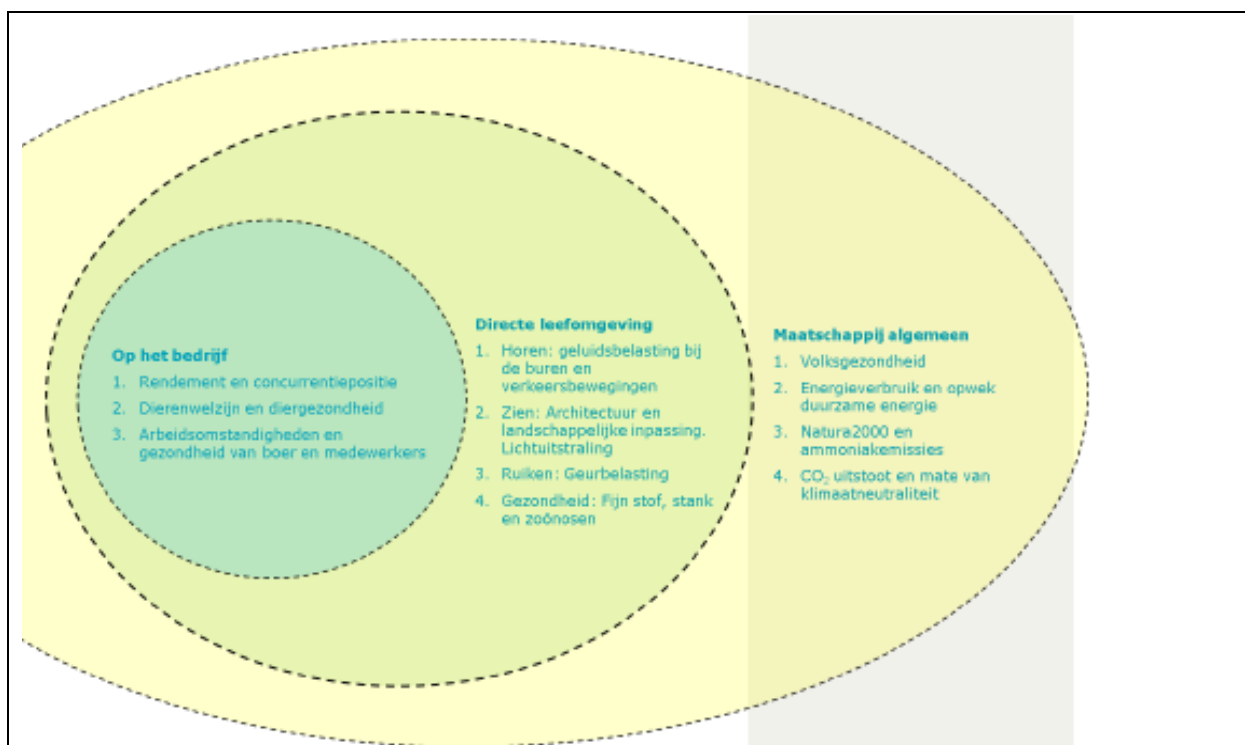 Op het bedrijf
1. Rendement en concurrentiepositie
2. Dierenwelzijn en diergezondheid
3. Arbeidsomstandigheden en
gezondheid van boer en medewerkers
Directe leefomgeving
1. Horen: geluidsbelasting bij
de buren en
verkeersbewegingen
2. Zien: Architectuur en
landschappelijke inpassing.
Lichtuitstraling
3. Ruiken: Geurbelasting
4. Gezondheid: Fijn stof, stank
en zoönosen
Maatschappij algemeen
1. Volksgezondheid
2. Energieverbruik en opwek
duurzame energie
3. Natura2000 en
ammoniakemissies
4. CO₂ uitstoot en mate van
klimaatneutraliteit